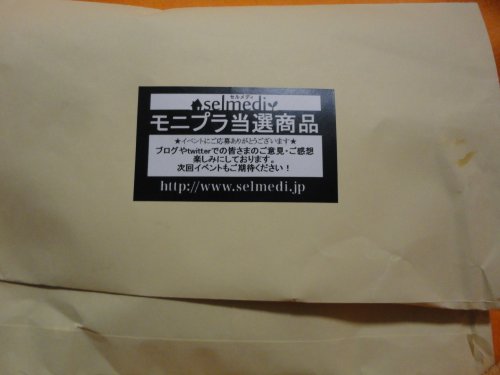 セルメディ
selmedi
モニプラ当選商品
★イベントにご応募ありがとうございます★
ブログやtwitterでの皆さまのご意見・ご感想
楽しみにしております。
次回イベントもご期待ください！
http://www.selmedi.jp